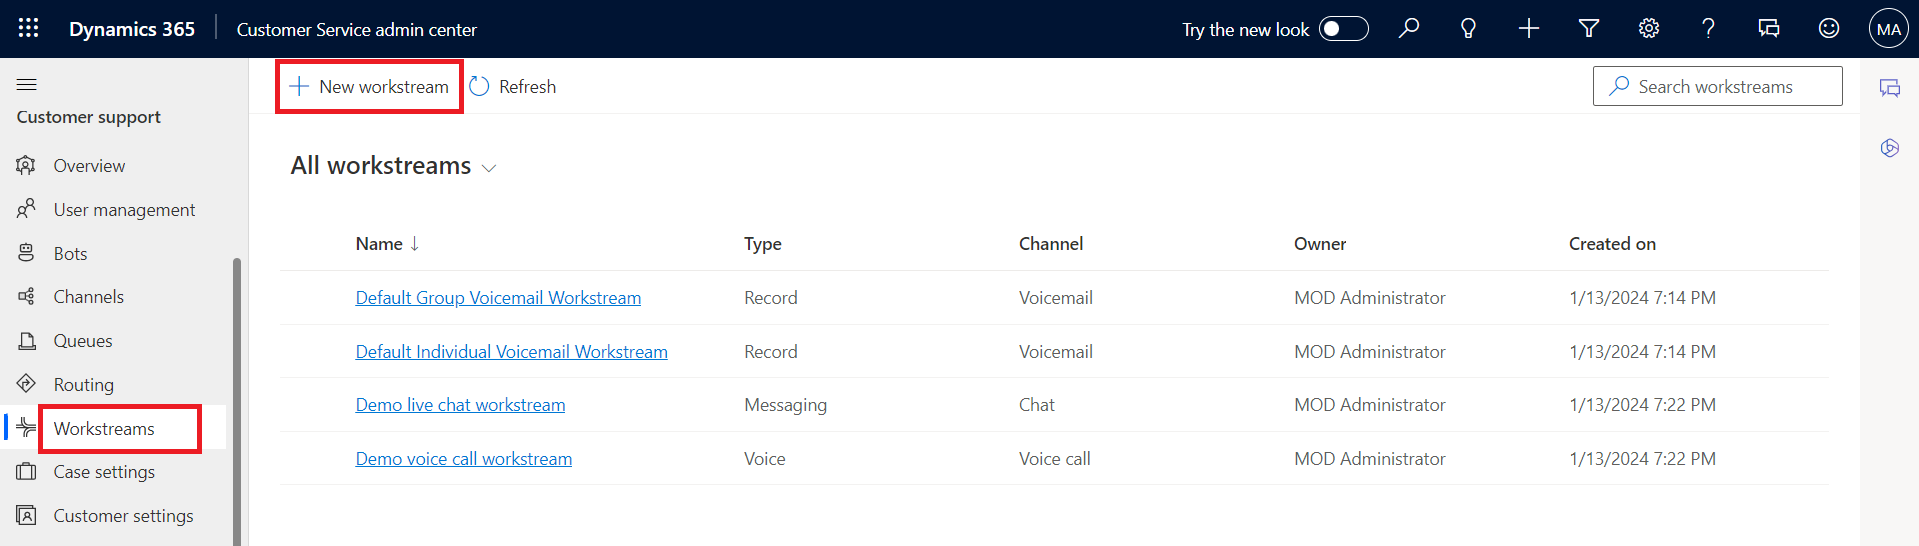 Dynamics 365 Customer Service admin center Try the new look MA
New workstream Refresh Search workstreams
Customer support
Overview
User management
Bots
Channels
Queues
Routing
Workstreams
Case settings
Customer settings
All workstreams
Name Type Channel Owner Created on
Default Group Voicemail Workstream Record Voicemail MOD Administrator 1/13/2024 7:14 PM
Default Individual Voicemail Workstream Record Voicemail MOD Administrator 1/13/2024 7:14 PM
Demo live chat workstream Messaging Chat MOD Administrator 1/13/2024 7:22 PM
Demo voice call workstream Voice Voice call MOD Administrator 1/13/2024 7:22 PM